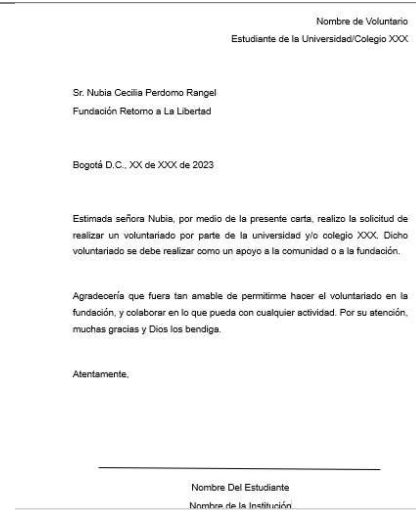 Nombre de Voluntario
Estudiante de la Universidad/Colegio XXX
Sr. Nubia Cecilia Perdomo Rangel
Fundación Retorno a La Libertad
Bogotá D.C., XX de XXX de 2023
Estimada señora Nubia, por medio de la presente carta, realizo la solicitud de
realizar un voluntariado por parte de la universidad y/o colegio XXX. Dicho
voluntariado se debe realizar como un apoyo a la comunidad o a la fundación.
Agradecería que fuera tan amable de permitirme hacer el voluntariado en la
fundación, y colaborar en lo que pueda con cualquier actividad. Por su atención,
muchas gracias y Dios los bendiga.
Atentamente,
Nombre Del Estudiante
Nombre de la Institución